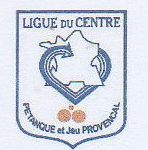 LIGUE DU CENTRE
PETANQUE et Jeu PROVENCAL